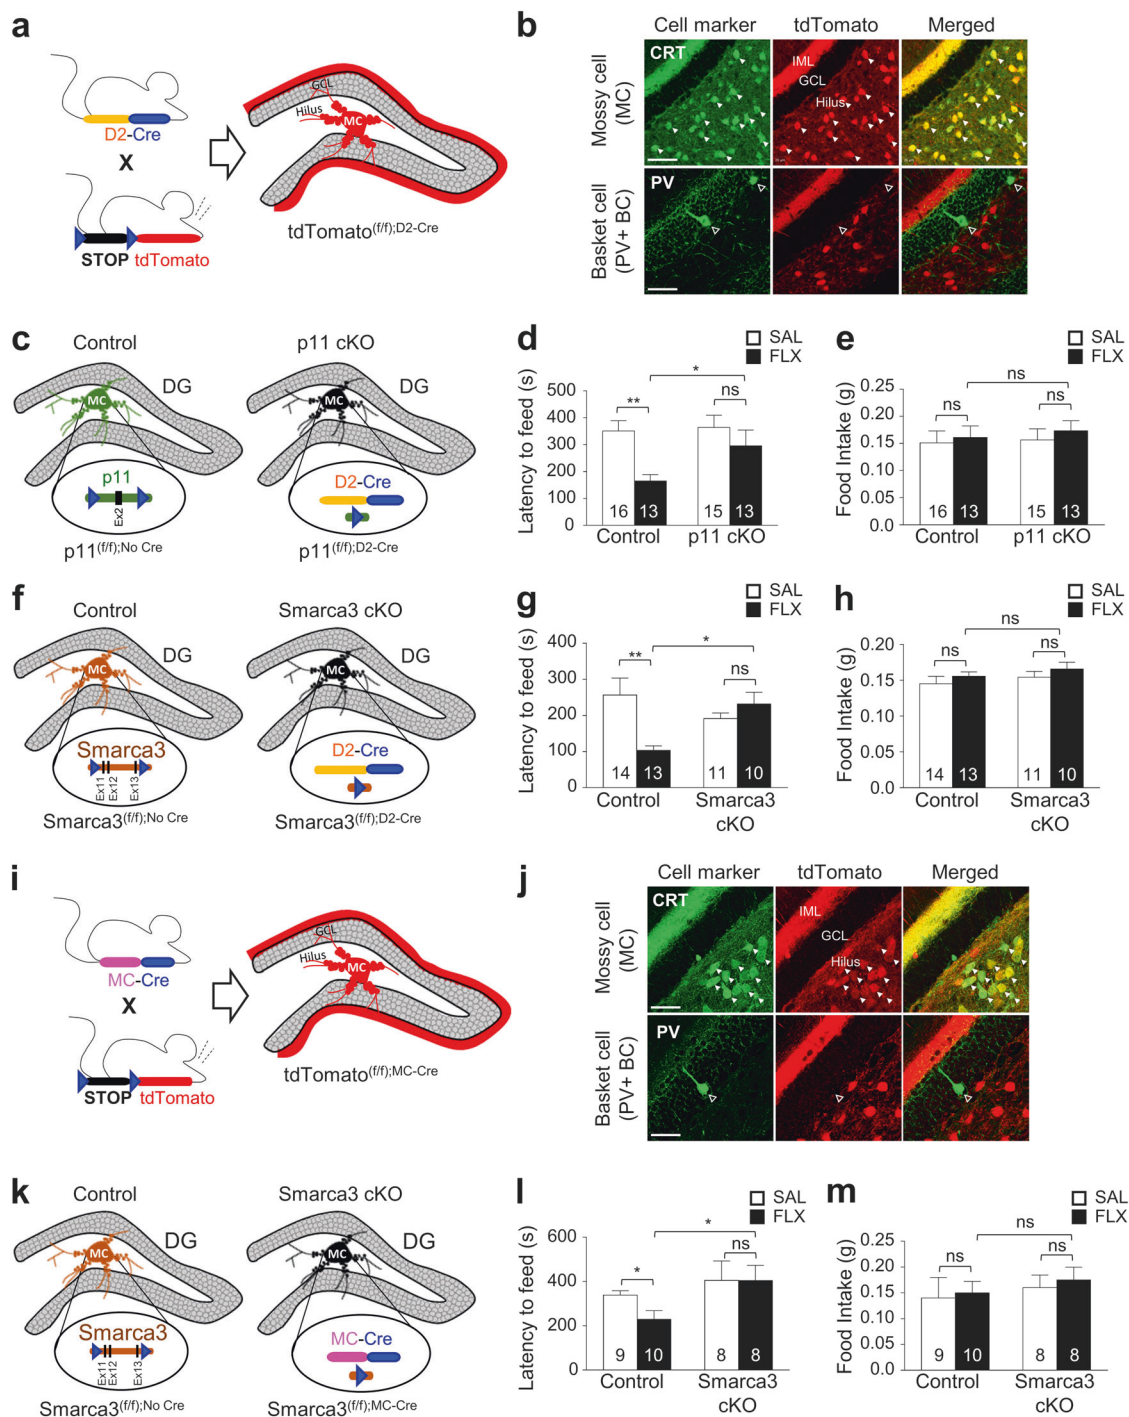 a
D2-Cre
X
STOP tdTomato
GCL
Hilus
MC
tdTomato(f/f);D2-Cre
b
Cell marker tdTomato Merged
Mossy cell
(MC)
CRT
IML
GCL
Hilus
Basket cell
(PV+ BC)
PV
c
Control p11 cKO
DG DG
MC MC
p11
Ex2
D2-Cre
p11(f/f);No Cre p11(f/f);D2-Cre
d
SAL
FLX
Latency to feed (s)
500
400
300
200
100
0
** ns *
16 13 15 13
Control p11 cKO
e
SAL
FLX
Food Intake (g)
0.25
0.20
0.15
0.10
0.05
0.0
ns ns ns
16 13 15 13
Control p11 cKO
f
Control Smarca3 cKO
DG DG
MC MC
Smarca3
Ex11
Ex12
Ex13
D2-Cre
Smarca3(f/f);No Cre Smarca3(f/f);D2-Cre
g
SAL
FLX
Latency to feed (s)
400
300
200
100
0
** ns *
14 13 11 10
Control Smarca3
cKO
h
SAL
FLX
Food Intake (g)
0.20
0.15
0.10
0.05
0.0
ns ns ns
14 13 11 10
Control Smarca3
cKO
i
MC-Cre
X
STOP tdTomato
GCL
Hilus
MC
tdTomato(f/f);MC-Cre
j
Cell marker tdTomato Merged
Mossy cell
(MC)
CRT
IML
GCL
Hilus
Basket cell
(PV+ BC)
PV
k
Control Smarca3 cKO
DG DG
MC MC
Smarca3
Ex11
Ex12
Ex13
MC-Cre
Smarca3(f/f);No Cre Smarca3(f/f);MC-Cre
l
SAL
FLX
Latency to feed (s)
600
400
200
0
* ns *
9 10 8 8
Control Smarca3
cKO
m
SAL
FLX
Food Intake (g)
0.25
0.20
0.15
0.10
0.05
0.0
ns ns ns
9 10 8 8
Control Smarca3
cKO